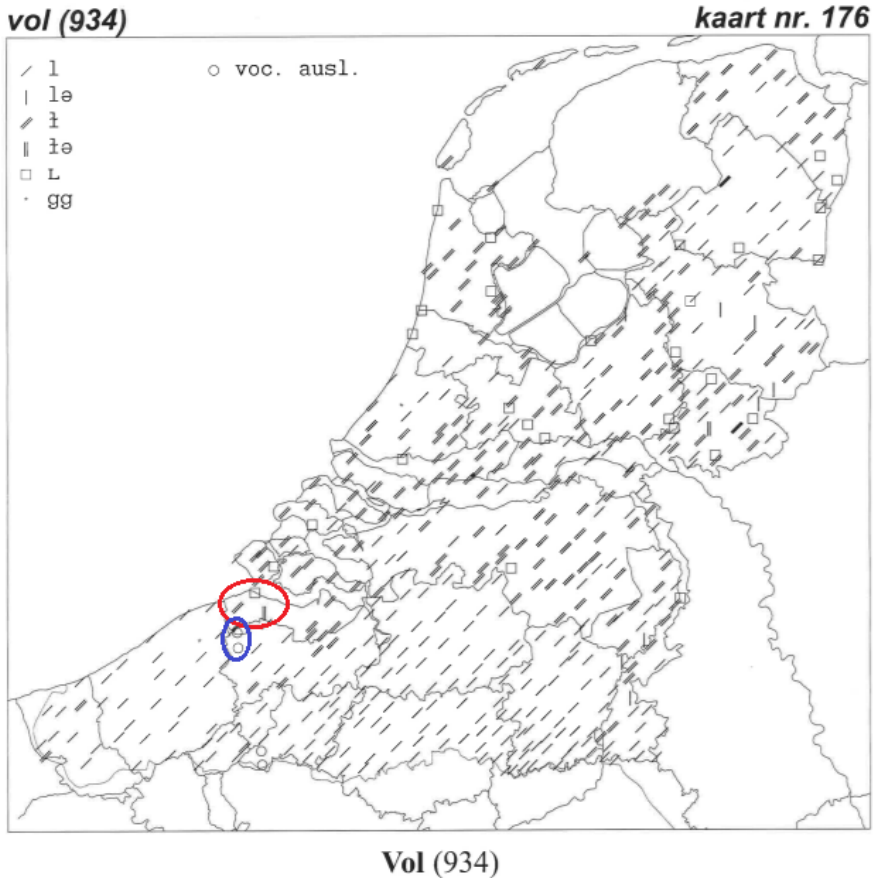 vol (934)
kaart nr. 176
l
lə
ɫ
ɫə
ʟ
gg
voc. ausl.
Vol (934)